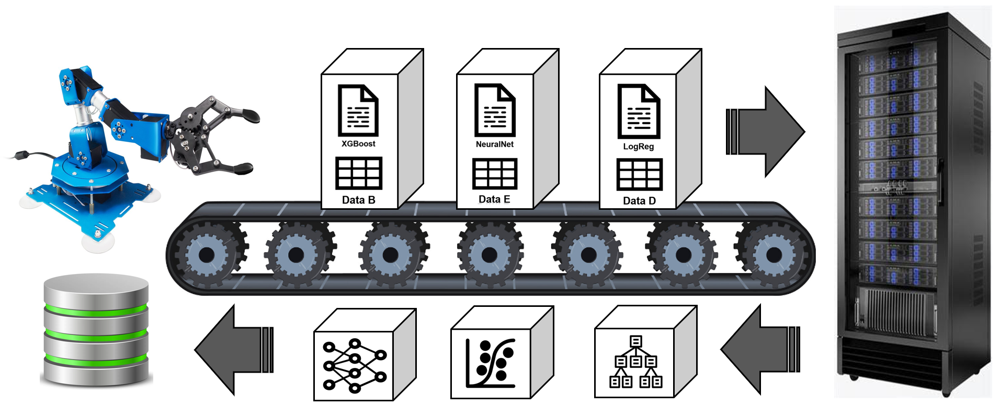 XGBoost
Data B
NeuralNet
Data E
LogReg
Data D